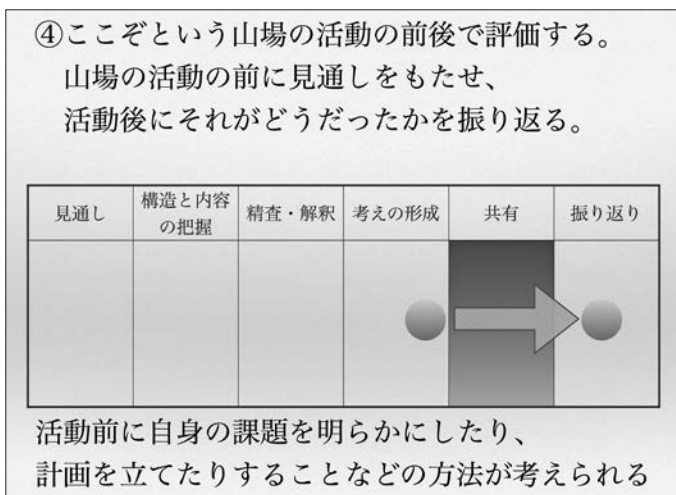 ④ここぞという山場の活動の前後で評価する。
山場の活動の前に見通しをもたせ、
活動後にそれがどうだったかを振り返る。
見通し
構造と内容
の把握
精査・解釈
考えの形成
共有
振り返り
活動前に自身の課題を明らかにしたり、
計画を立てたりすることなどの方法が考えられる